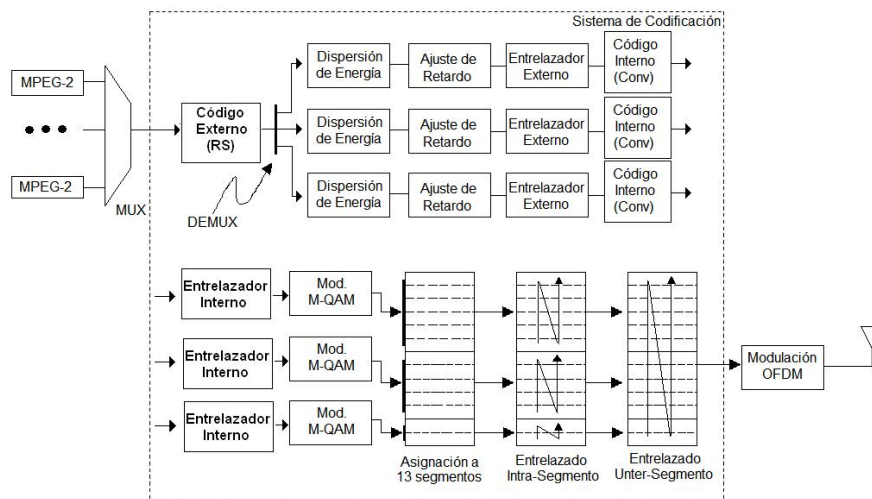 Sistema de Codificación
MPEG-2
MPEG-2
MUX
Código
Externo
(RS)
DEMUX
Dispersión
de Energía
Ajuste de
Retardo
Entrelazador
Externo
Código
Interno
(Conv)
Dispersión
de Energía
Ajuste de
Retardo
Entrelazador
Externo
Código
Interno
(Conv)
Dispersión
de Energía
Ajuste de
Retardo
Entrelazador
Externo
Código
Interno
(Conv)
Entrelazador
Interno
Mod.
M-QAM
Entrelazador
Interno
Mod.
M-QAM
Entrelazador
Interno
Mod.
M-QAM
Asignación a
13 segmentos
Entrelazado
Intra-Segmento
Entrelazado
Unter-Segmento
Modulación
OFDM